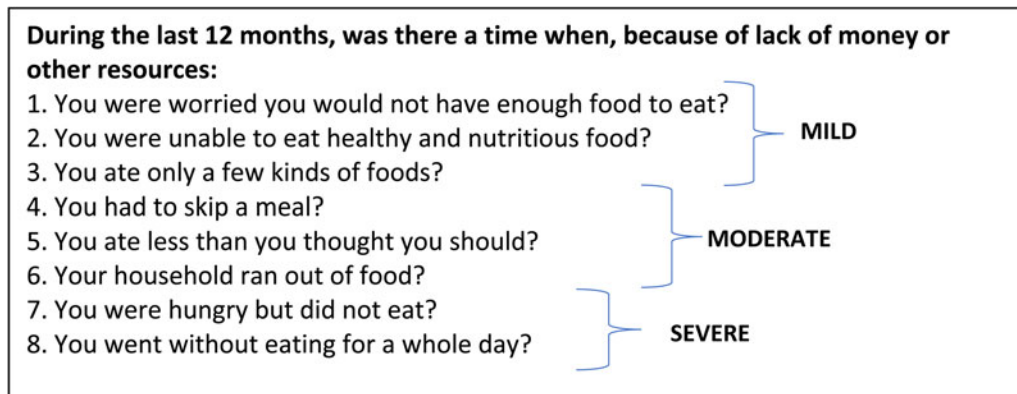 During the last 12 months, was there a time when, because of lack of money or
other resources:
1. You were worried you would not have enough food to eat?
2. You were unable to eat healthy and nutritious food?
MILD
3. You ate only a few kinds of foods?
4. You had to skip a meal?
5. You ate less than you thought you should?
MODERATE
6. Your household ran out of food?
7. You were hungry but did not eat?
SEVERE
8. You went without eating for a whole day?